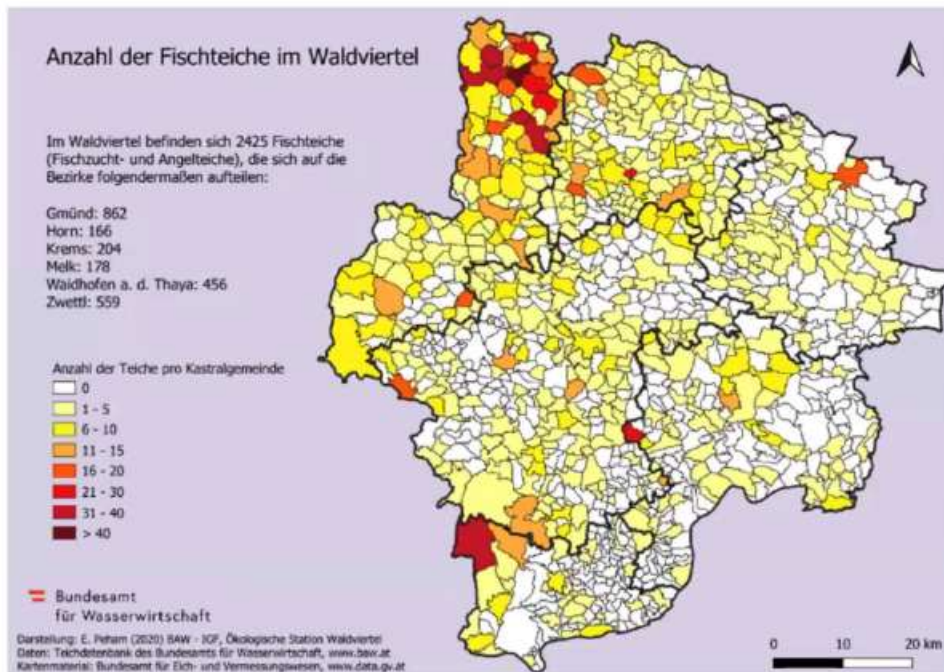 Anzahl der Fischteiche im Waldviertel
Im Waldviertel befinden sich 2425 Fischteiche
(Fischzucht- und Angelteiche), die sich auf die
Bezirke folgendermaßen aufteilen:
Gmünd: 862
Horn: 166
Krems: 204
Melk: 178
Waidhofen a. d. Thaya: 456
Zwettl: 559
Anzahl der Teiche pro Kastralgemeinde
0
1 - 5
6 - 10
11 - 15
16 - 20
21 - 30
31 - 40
> 40
Bundesamt
für Wasserwirtschaft
Darstellung: E. Peham (2020) BAW - IGF, Ökologische Station Waldviertel
Daten: Teichdatenbank des Bundesamts für Wasserwirtschaft, www.baw.at
Kartenmaterial: Bundesamt für Eich- und Vermessungswesen, www.data.gv.at
0 10 20 km